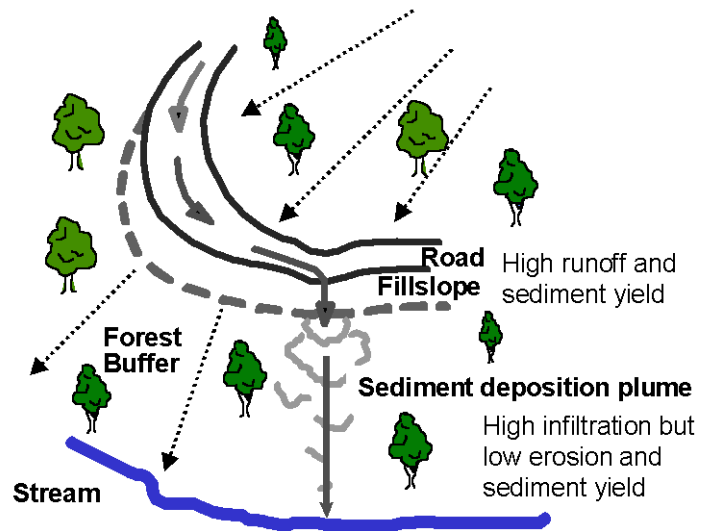 Road
Fillslope
High runoff and
sediment yield
Forest
Buffer
Sediment deposition plume
High infiltration but
low erosion and
sediment yield
Stream